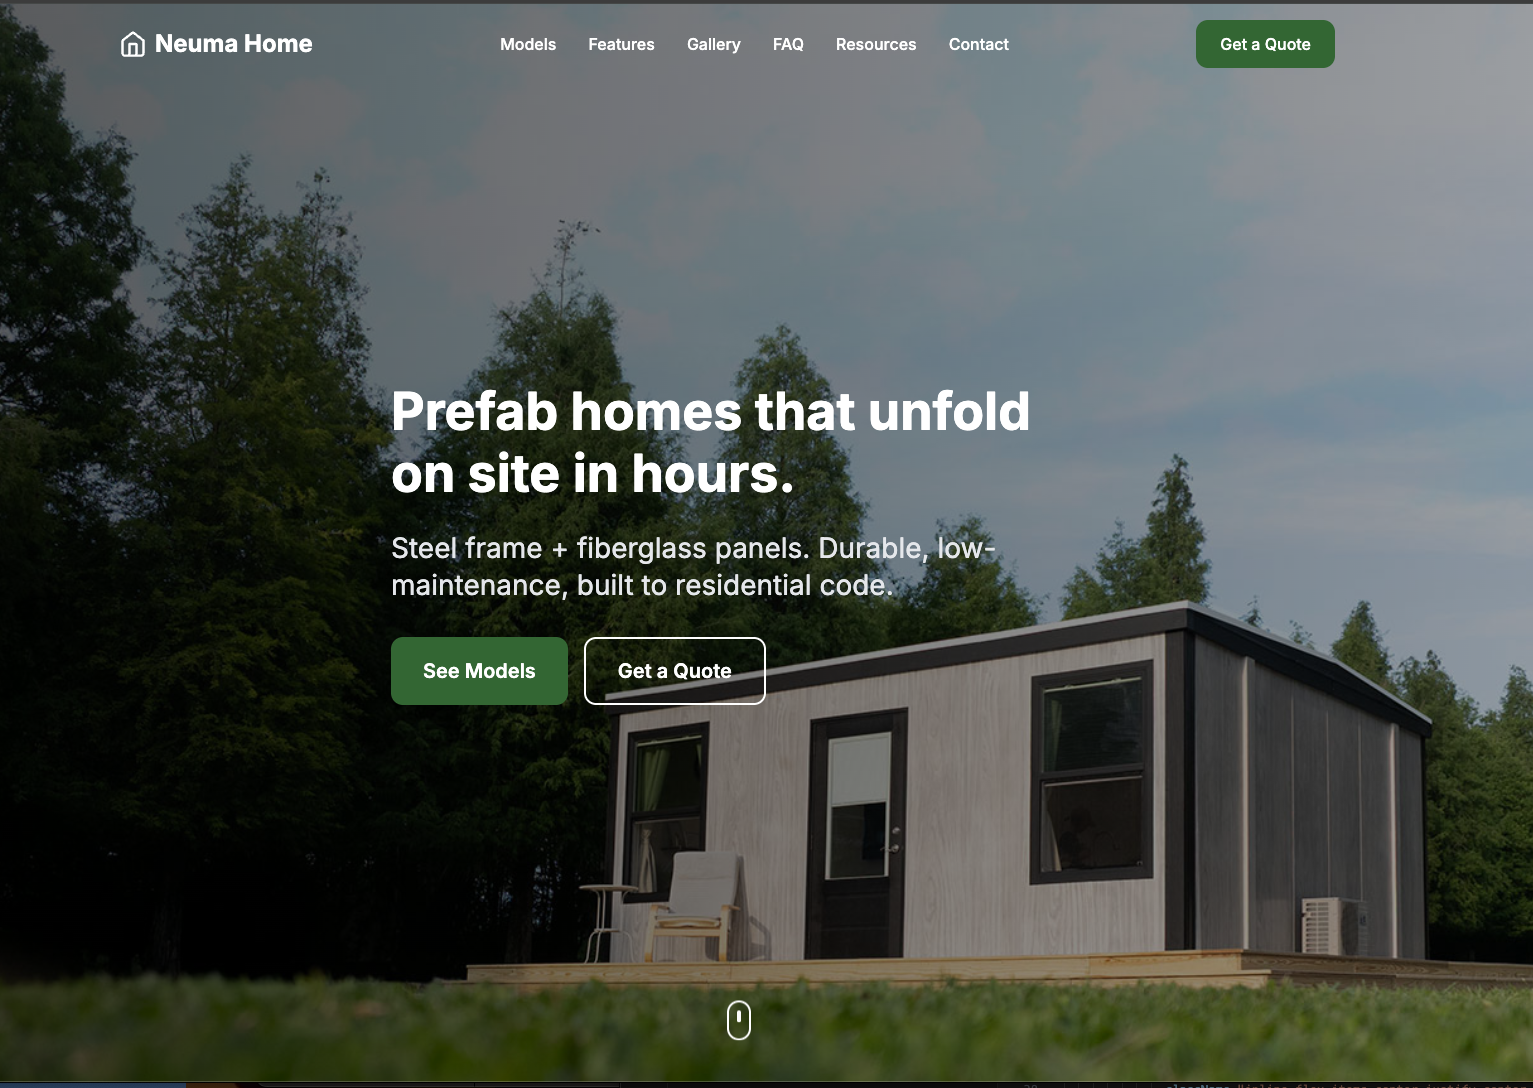 Neuma Home
Models
Features
Gallery
FAQ
Resources
Contact
Get a Quote
Prefab homes that unfold
on site in hours.
Steel frame + fiberglass panels. Durable, low-
maintenance, built to residential code.
See Models
Get a Quote